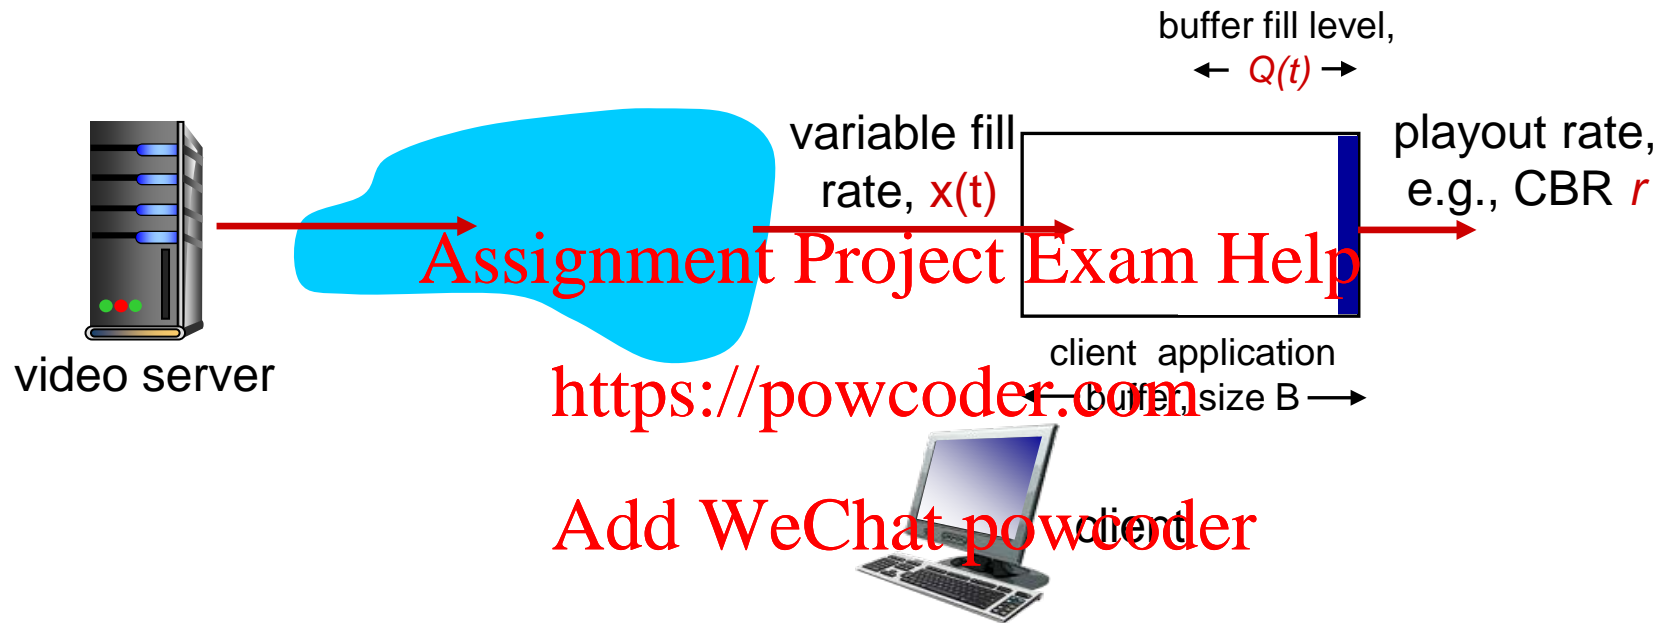 buffer fill level,
Q(t)
variable fill
rate, x(t)
playout rate,
e.g., CBR r
Assignment Project Exam Help
video server
client application
buffer, size B
https://powcoder.com
Add WeChat powcoder
client